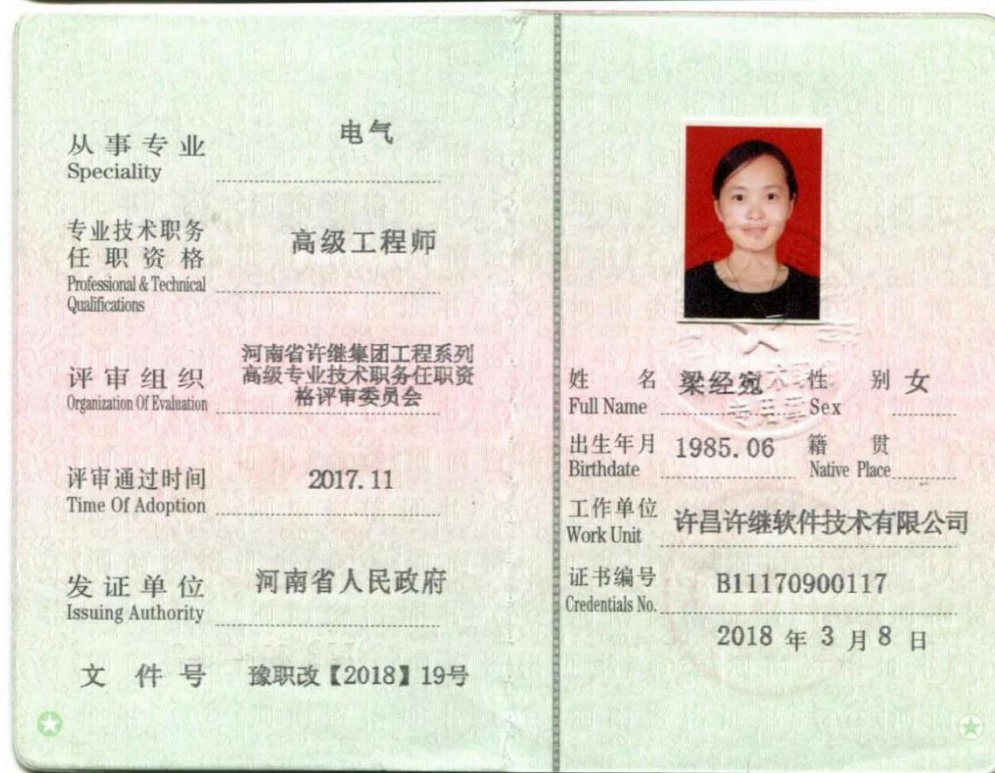 从事专业 电气
Speciality
专业技术职务
任职资格 高级工程师
Professional & Technical
Qualifications
河南省许继集团工程系列
评审组织 高级专业技术职务任职资
Organization Of Evaluation 格评审委员会
评审通过时间 2017.11
Time Of Adoption
发证单位 河南省人民政府
Issuing Authority
文件号 豫职改【2018】19号
姓名 梁经宛 性别 女
Full Name Sex
出生年月 1985.06 籍贯
Birthdate Native Place
工作单位 许昌许继软件技术有限公司
Work Unit
证书编号 B11170900117
Credentials No.
2018 年 3 月 8 日